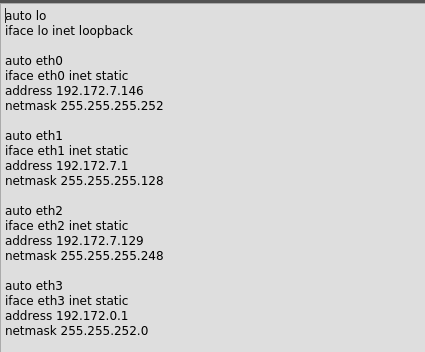 auto lo
iface lo inet loopback
auto eth0
iface eth0 inet static
address 192.172.7.146
netmask 255.255.255.252
auto eth1
iface eth1 inet static
address 192.172.7.1
netmask 255.255.255.128
auto eth2
iface eth2 inet static
address 192.172.7.129
netmask 255.255.255.248
auto eth3
iface eth3 inet static
address 192.172.0.1
netmask 255.255.252.0